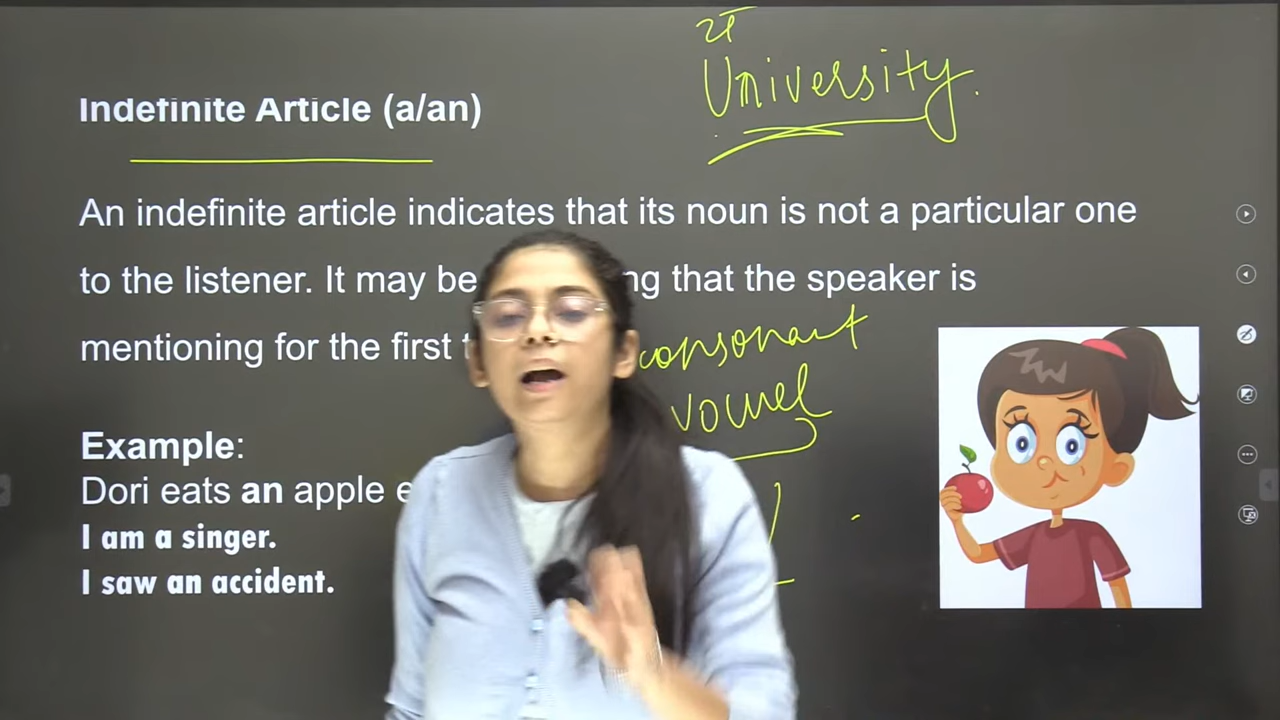 यू
University.
Indefinite Article (a/an)
An indefinite article indicates that its noun is not a particular one
to the listener. It may be ng that the speaker is
mentioning for the first t
consonant
vowel
Example:
Dori eats an apple e
I am a singer.
I saw an accident.